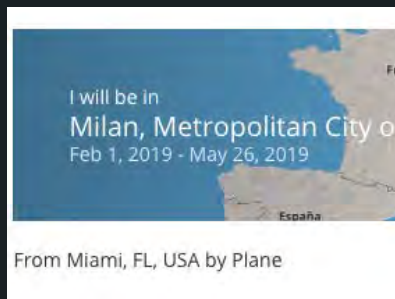 I will be in
Milan, Metropolitan City o
Feb 1, 2019 - May 26, 2019
España
From Miami, FL, USA by Plane